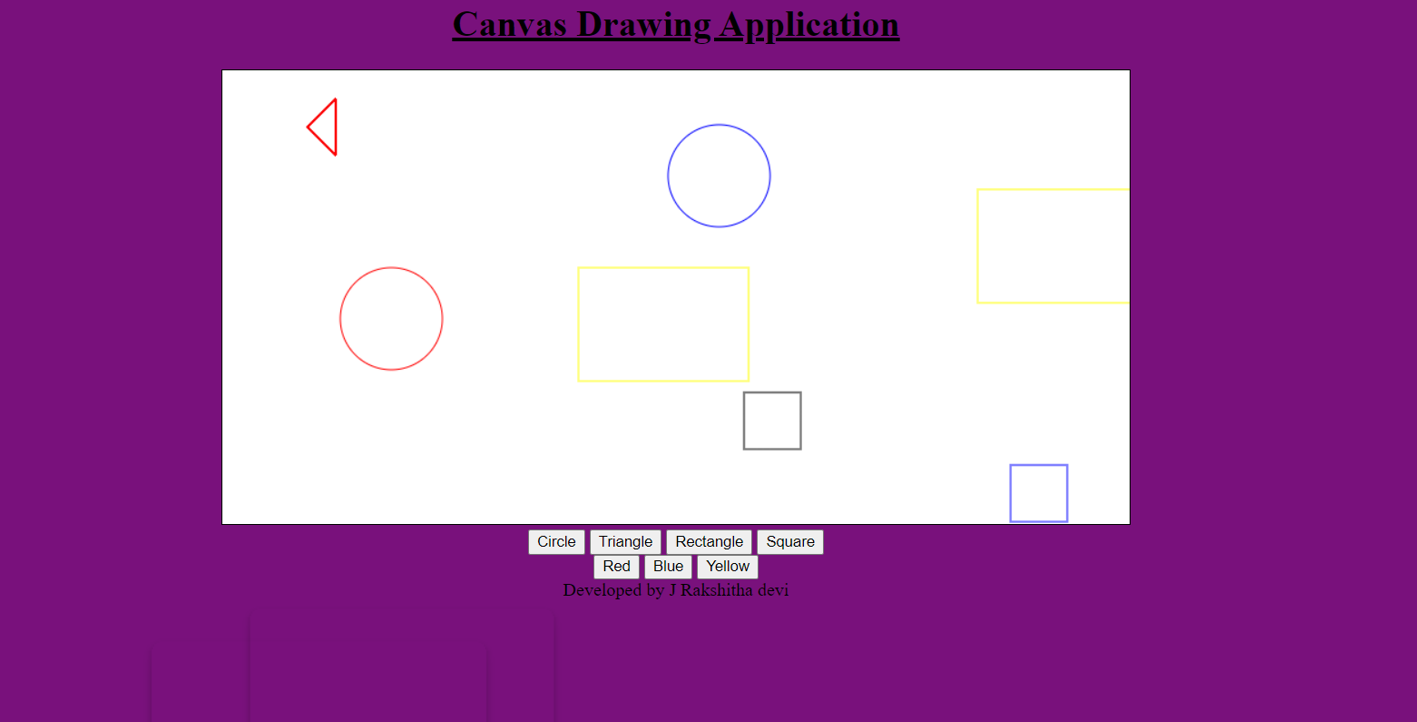 Canvas Drawing Application
Circle Triangle Rectangle Square
Red Blue Yellow
Developed by J Rakshitha devi